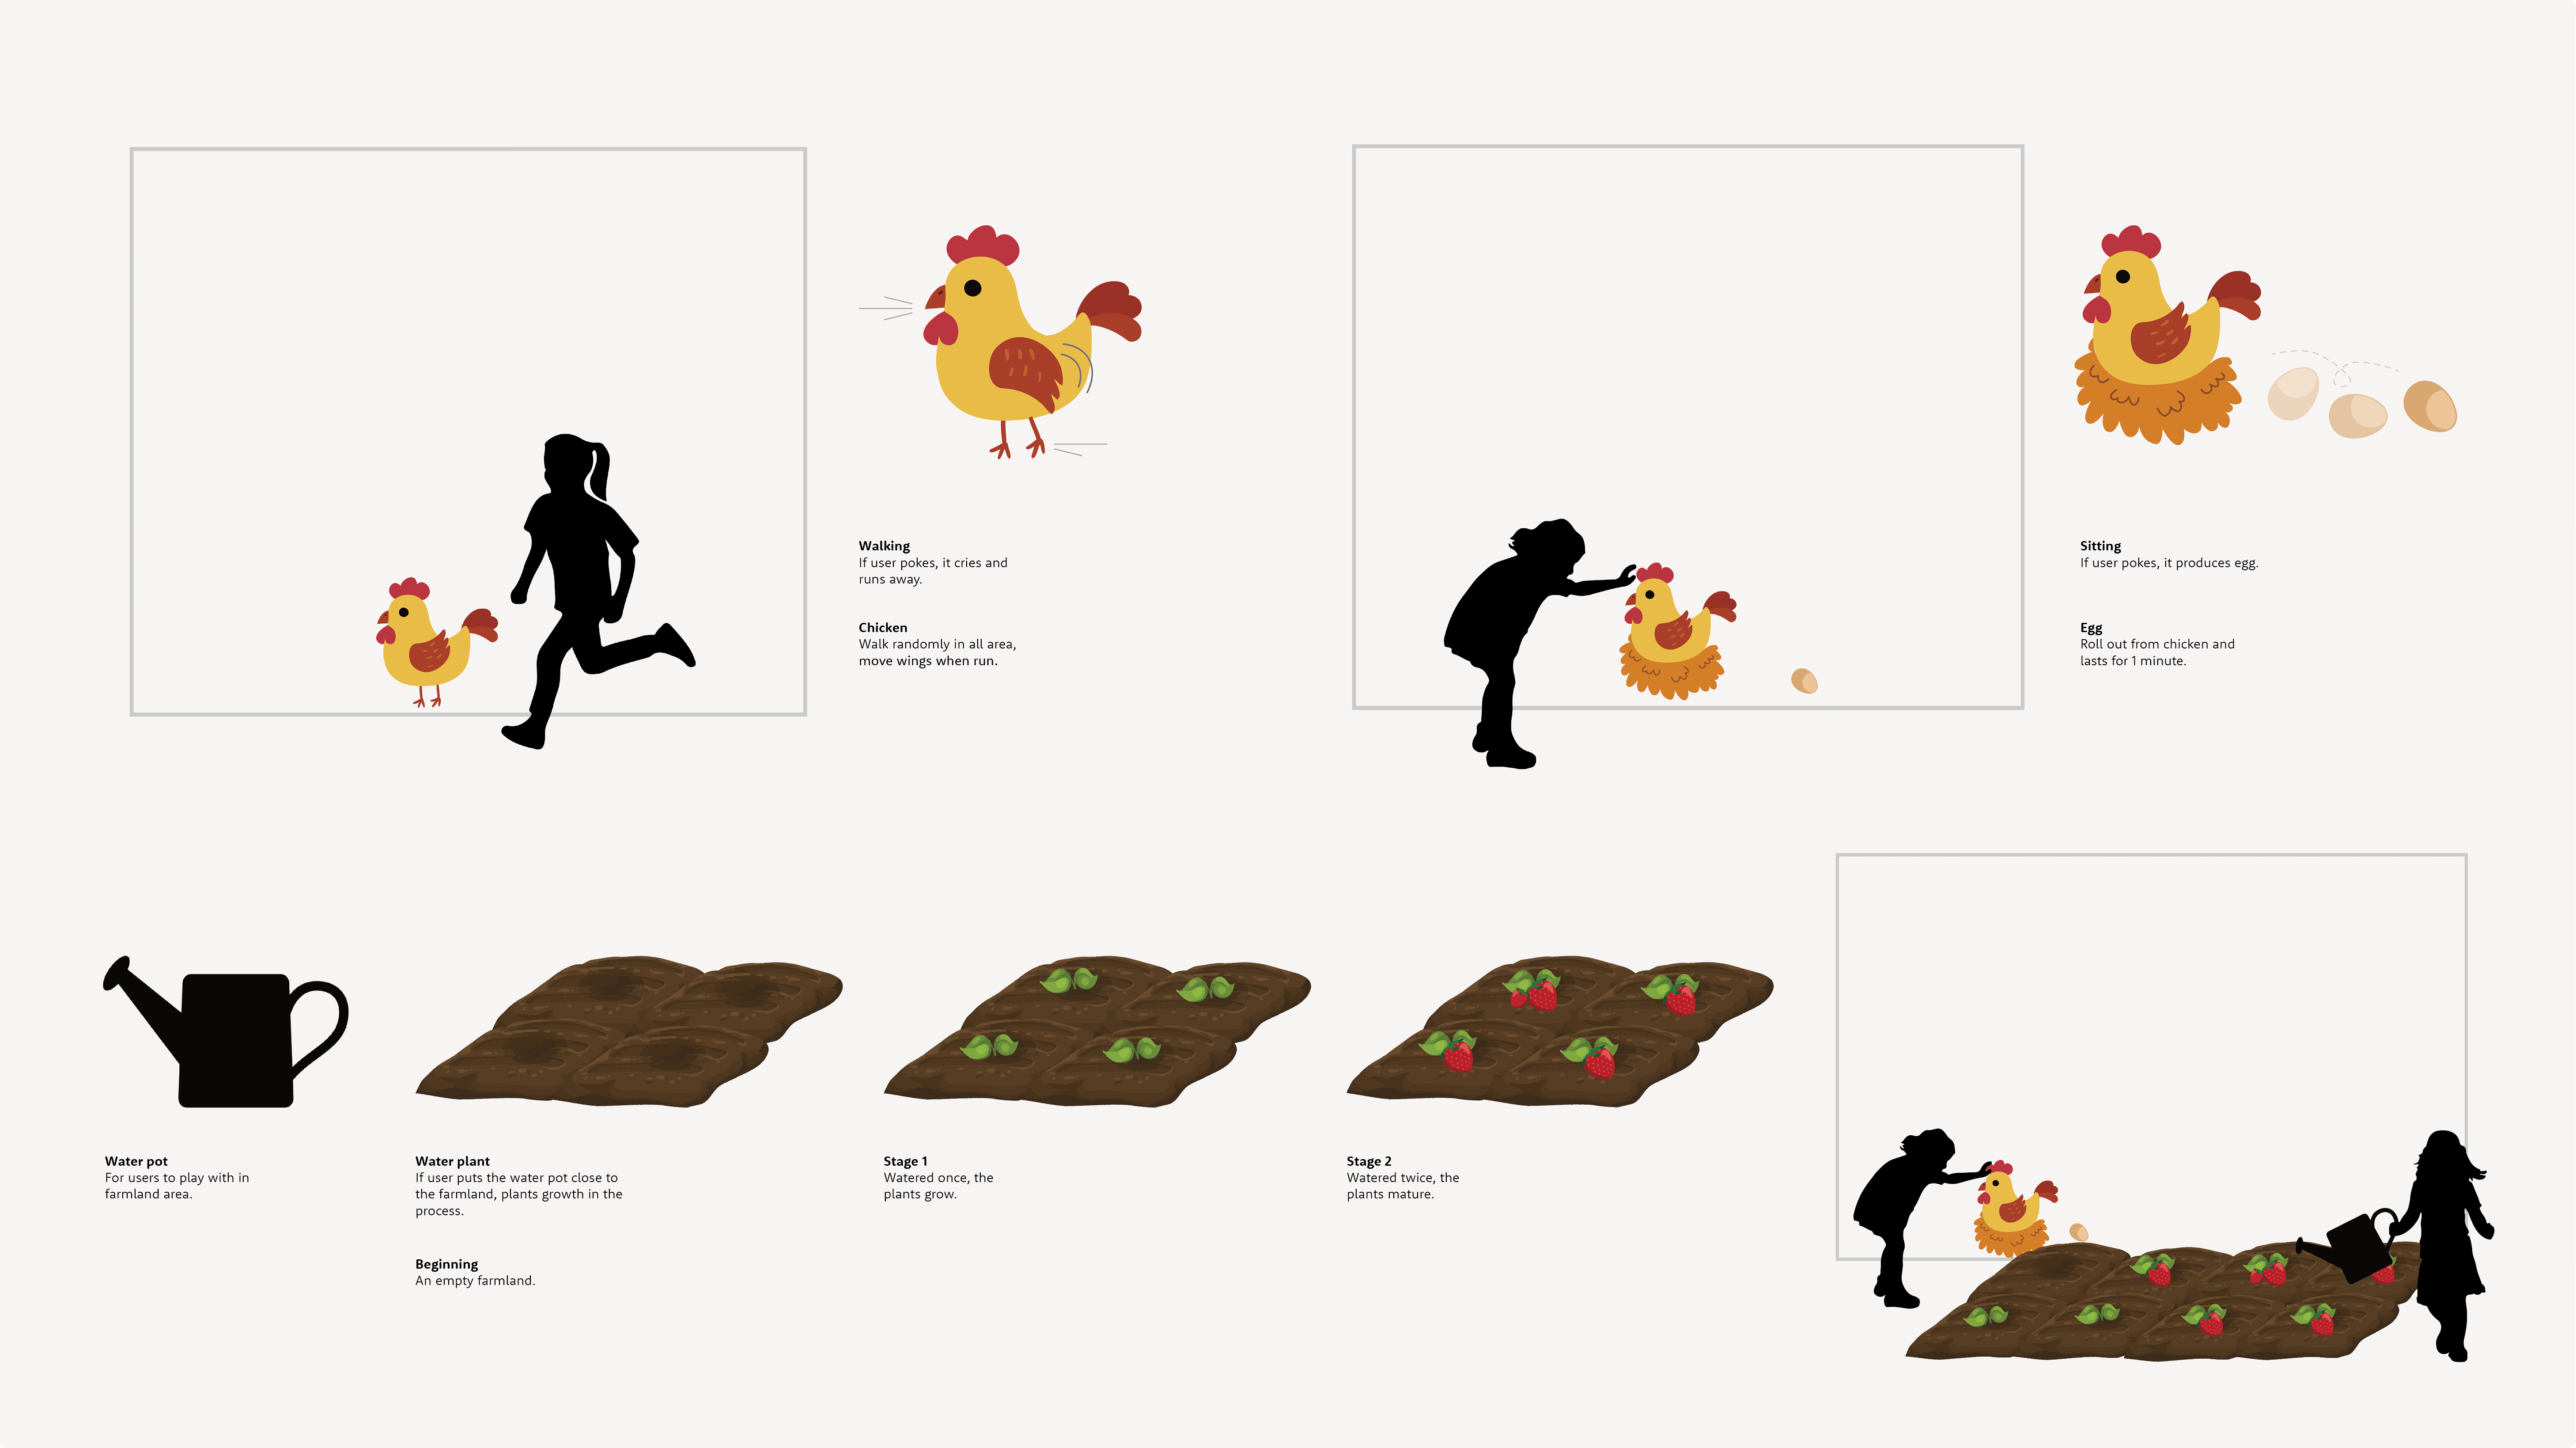 Walking
If user pokes, it cries and
runs away.
Chicken
Walk randomly in all area,
move wings when run.
Sitting
If user pokes, it produces egg.
Egg
Roll out from chicken and
lasts for 1 minute.
Water pot
For users to play with in
farmland area.
Water plant
If user puts the water pot close to
the farmland, plants growth in the
process.
Beginning
An empty farmland.
Stage 1
Watered once, the
plants grow.
Stage 2
Watered twice, the
plants mature.